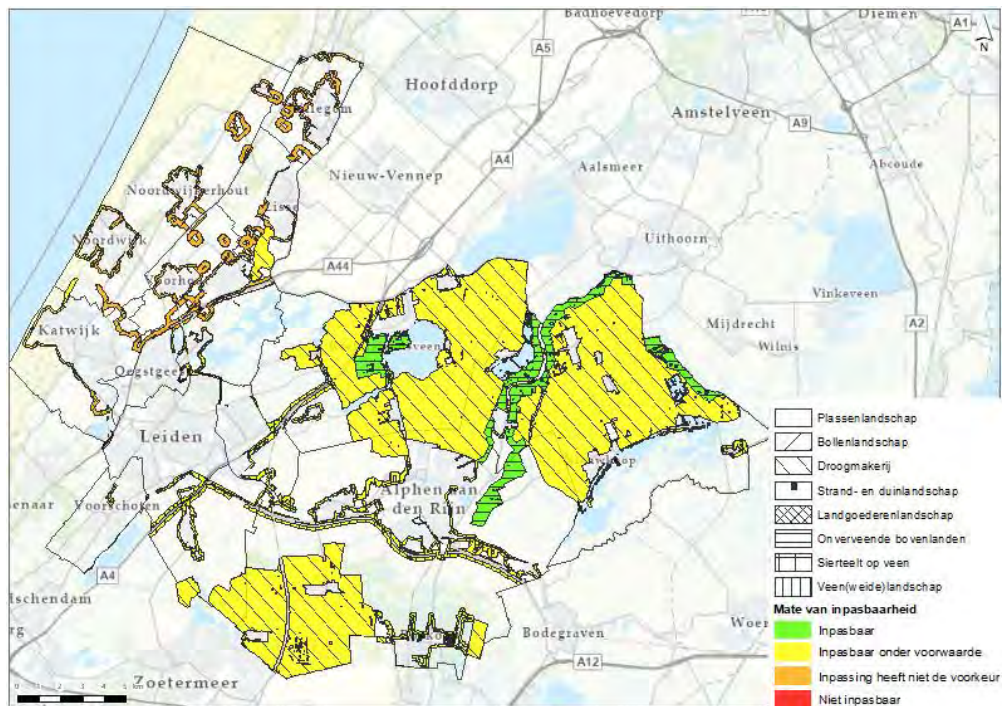 Badhoevedorp
Diemen
A1
N
A5
Hoofddorp
Amstelveen
A9
A4
Aalsmeer
Abcoude
Nieuw-Vennep
Noordwijkerhout
Lisse
Noordwijk
Uithoorn
A44
Vinkeveen
Katwijk
Mijdrecht
A2
Wilnis
Oegstgeest
Leiden
Voorschoten
Alphen aan
den Rijn
A4
Bodegraven
A12
Zoetermeer
Plassenlandschap
Bollenlandschap
Droogmakerij
Strand- en duinlandschap
Landgoederenlandschap
Onverveende bovenlanden
Sierteelt op veen
Veen(weide)landschap
Mate van inpasbaarheid
Inpasbaar
Inpasbaar onder voorwaarde
Inpassing heeft niet de voorkeur
Niet inpasbaar